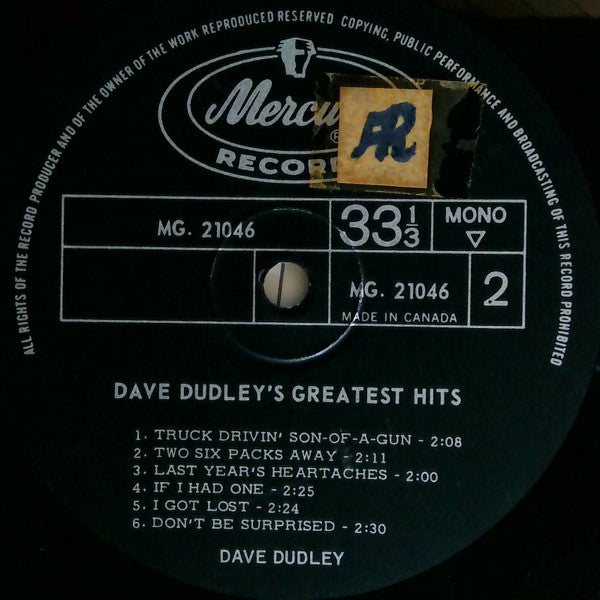 ALL RIGHTS OF THE RECORD PRODUCER AND OF THE OWNER OF THE WORK REPRODUCED RESERVED COPYING, PUBLIC PERFORMANCE AND BROADCASTING OF THIS RECORD PROHIBITED
AR
RECOR
MG. 21046
33 1/3
MONO
▽
MG. 21046
2
MADE IN CANADA
DAVE DUDLEY'S GREATEST HITS
1. TRUCK DRIVIN' SON-OF-A-GUN - 2:08
2. TWO SIX PACKS AWAY - 2:11
3. LAST YEAR'S HEARTACHES - 2:00
4. IF I HAD ONE - 2:25
5. I GOT LOST - 2:24
6. DON'T BE SURPRISED - 2:30
DAVE DUDLEY